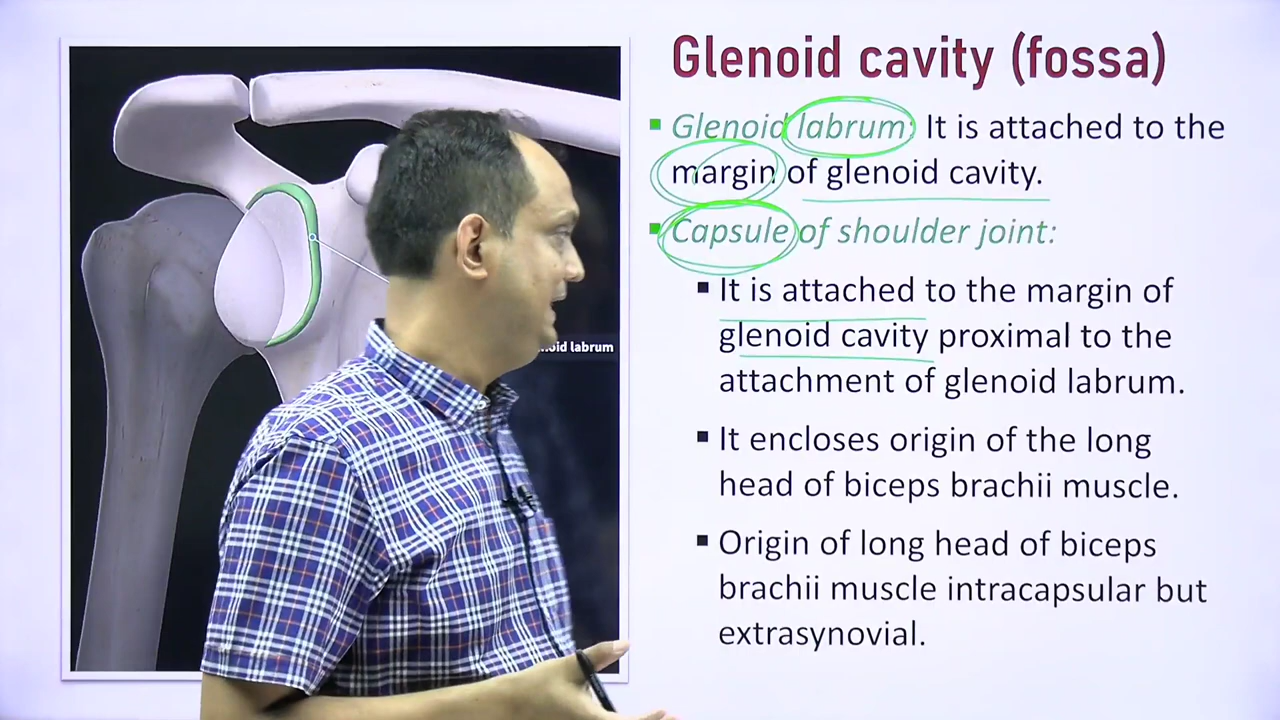 Glenoid cavity (fossa)
▪ Glenoid labrum: It is attached to the
margin of glenoid cavity.
▪ Capsule of shoulder joint:
▪ It is attached to the margin of
glenoid cavity proximal to the
attachment of glenoid labrum.
▪ It encloses origin of the long
head of biceps brachii muscle.
▪ Origin of long head of biceps
brachii muscle intracapsular but
extrasynovial.
labrum